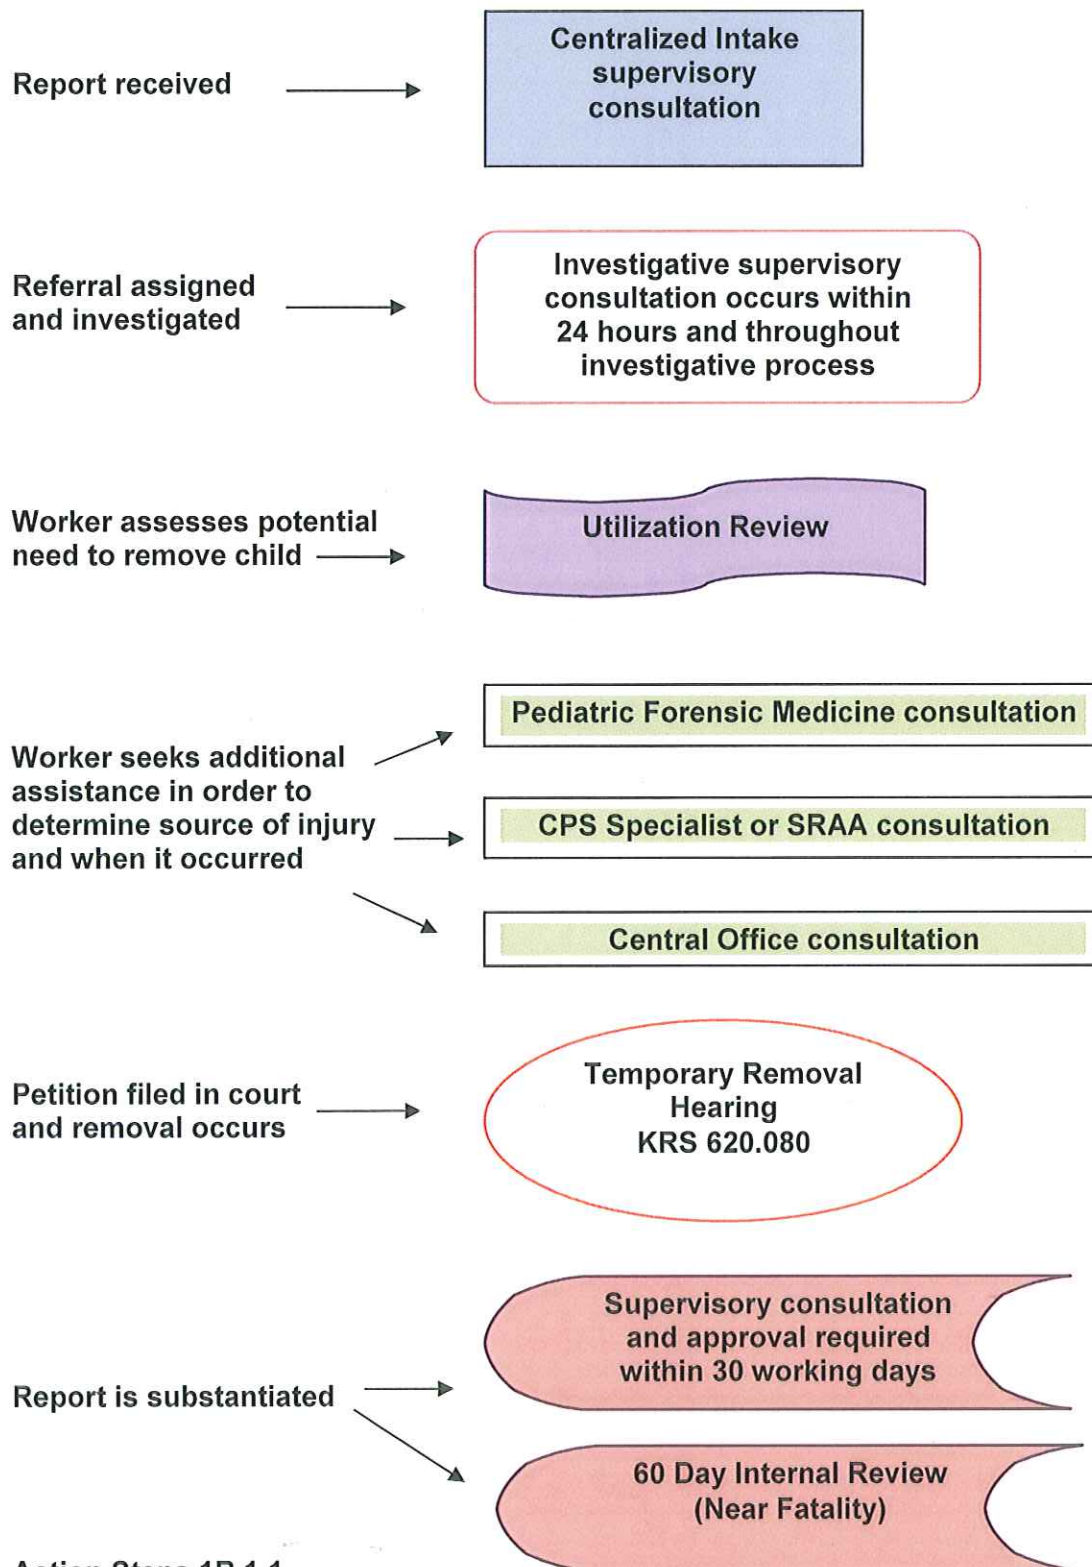 Report received
Centralized Intake
supervisory
consultation
Referral assigned
and investigated
Investigative supervisory
consultation occurs within
24 hours and throughout
investigative process
Worker assesses potential
need to remove child
Utilization Review
Worker seeks additional
assistance in order to
determine source of injury
and when it occurred
Pediatric Forensic Medicine consultation
CPS Specialist or SRAA consultation
Central Office consultation
Petition filed in court
and removal occurs
Temporary Removal
Hearing
KRS 620.080
Report is substantiated
Supervisory consultation
and approval required
within 30 working days
60 Day Internal Review
(Near Fatality)